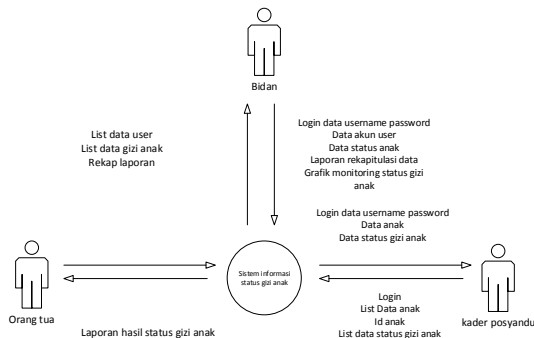 Bidan
List data user
List data gizi anak
Rekap laporan
Login data username password
Data akun user
Data status anak
Laporan rekapitulasi data
Grafik monitoring status gizi
anak
Login data username password
Data anak
Data status gizi anak
Sistem informasi
status gizi anak
Orang tua
Laporan hasil status gizi anak
Login
List Data anak
Id anak
List data status gizi anak
kader posyandu